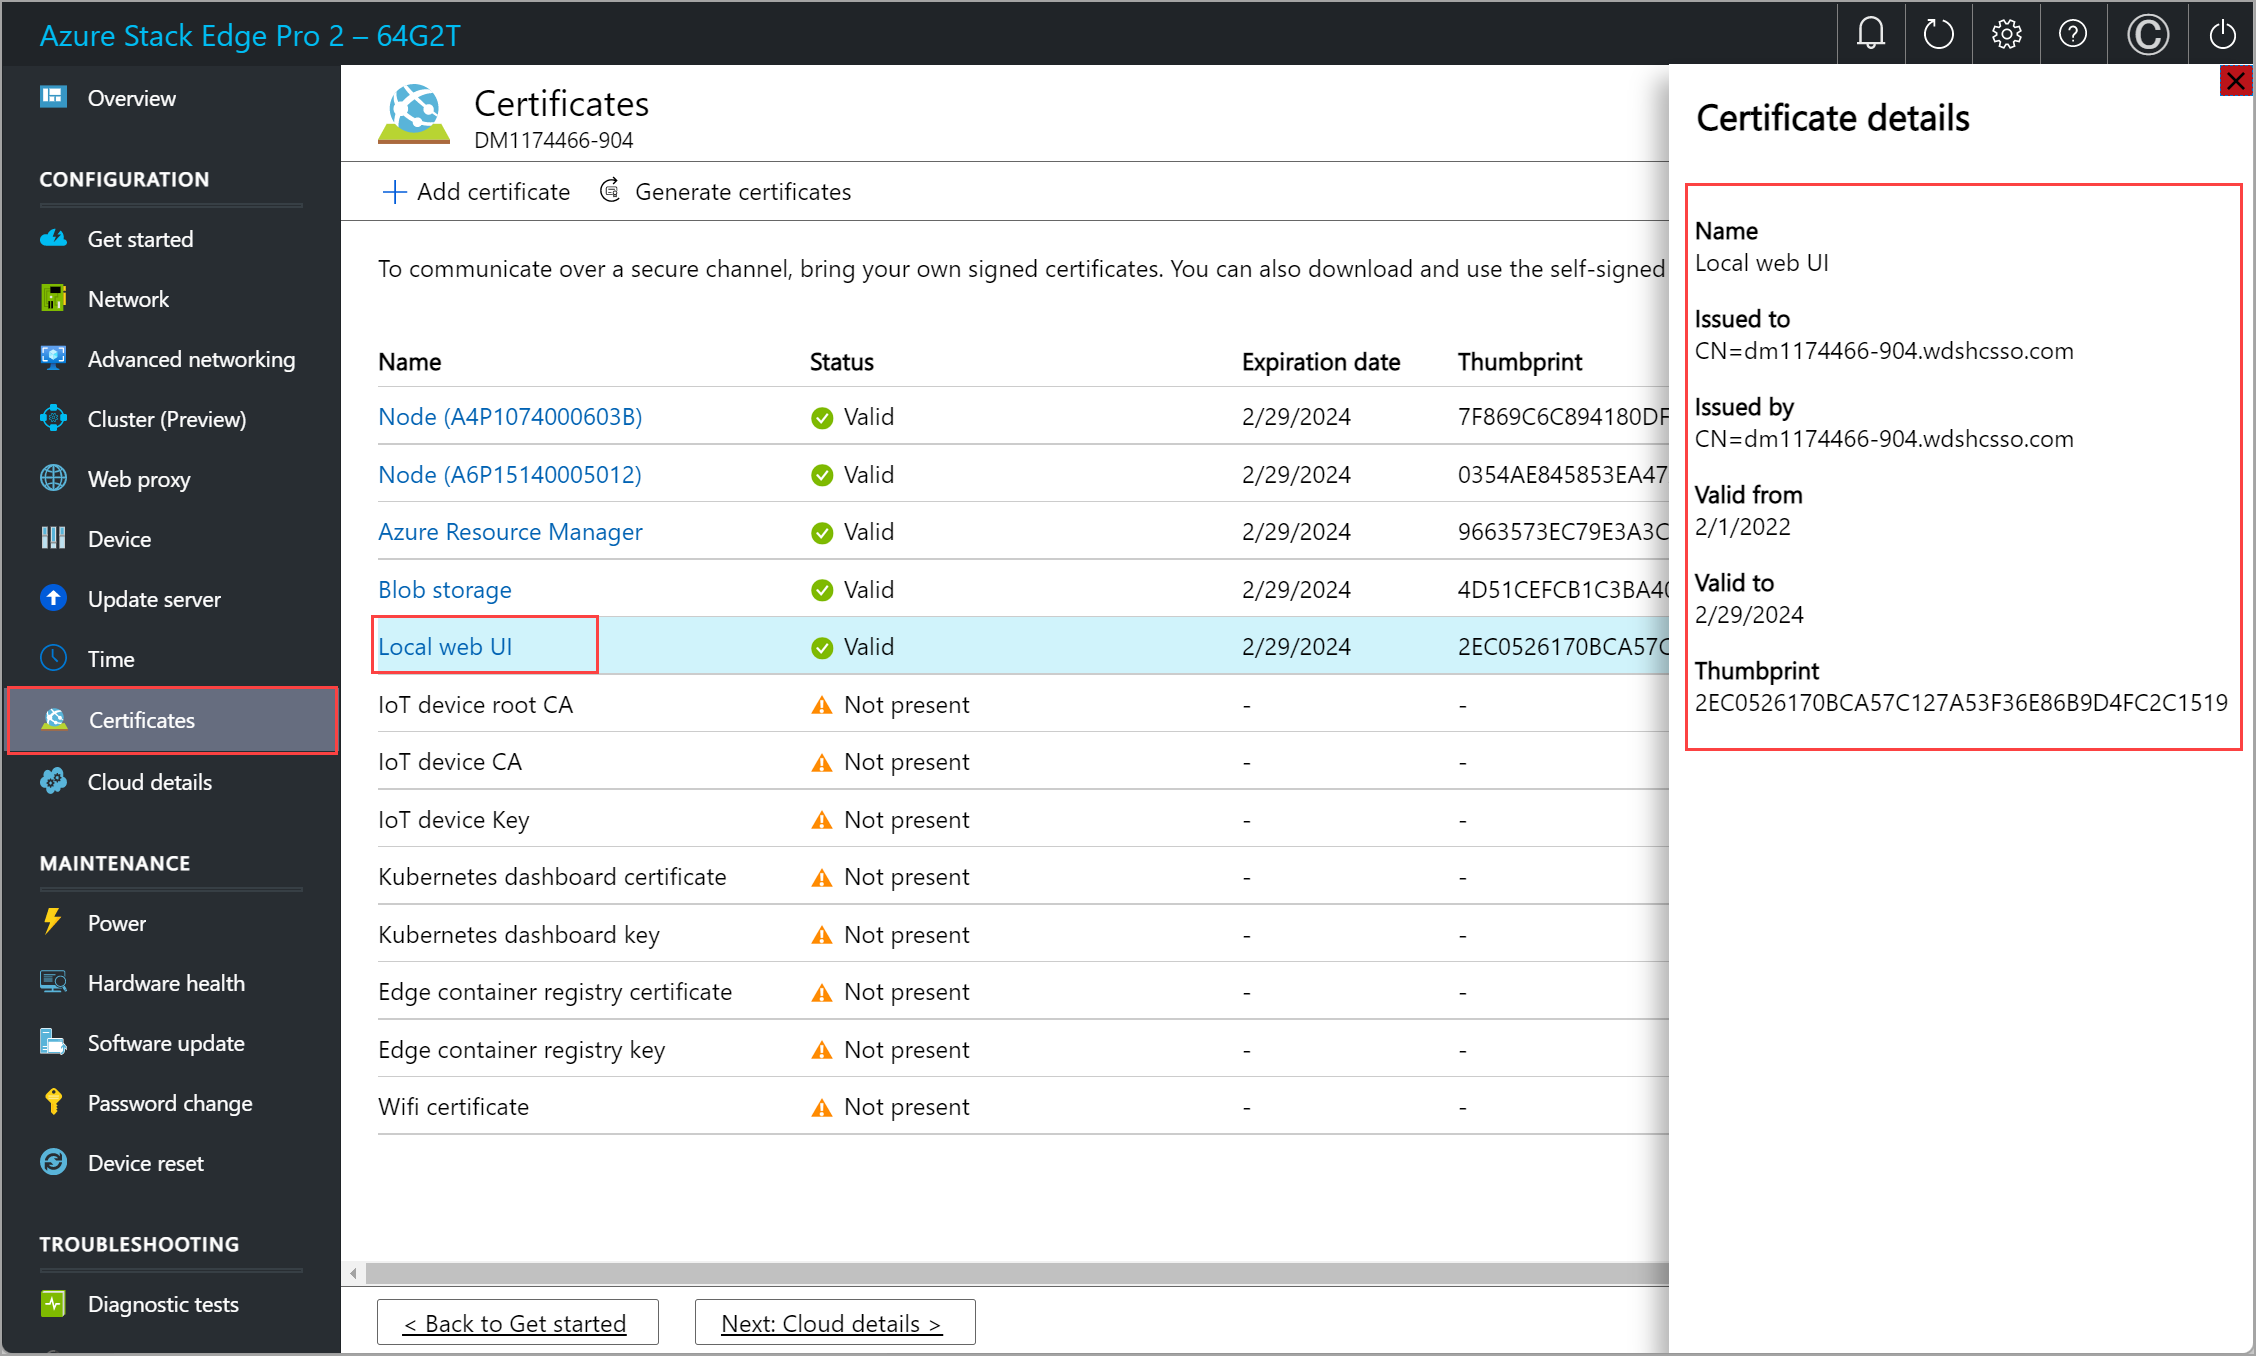 Azure Stack Edge Pro 2 – 64G2T
Overview
CONFIGURATION
Get started
Network
Advanced networking
Cluster (Preview)
Web proxy
Device
Update server
Time
Certificates
Cloud details
MAINTENANCE
Power
Hardware health
Software update
Password change
Device reset
TROUBLESHOOTING
Diagnostic tests
Certificates
DM1174466-904
Add certificate Generate certificates
To communicate over a secure channel, bring your own signed certificates. You can also download and use the self-signed
Name Status Expiration date Thumbprint
Node (A4P1074000603B) Valid 2/29/2024 7F869C6C894180DF
Node (A6P15140005012) Valid 2/29/2024 0354AE845853EA47
Azure Resource Manager Valid 2/29/2024 9663573EC79E3A3C
Blob storage Valid 2/29/2024 4D51CEFCB1C3BA40
Local web UI Valid 2/29/2024 2EC0526170BCA57C
IoT device root CA Not present - -
IoT device CA Not present - -
IoT device Key Not present - -
Kubernetes dashboard certificate Not present - -
Kubernetes dashboard key Not present - -
Edge container registry certificate Not present - -
Edge container registry key Not present - -
Wifi certificate Not present - -
< Back to Get started Next: Cloud details >
Certificate details
Name
Local web UI
Issued to
CN=dm1174466-904.wdshcsso.com
Issued by
CN=dm1174466-904.wdshcsso.com
Valid from
2/1/2022
Valid to
2/29/2024
Thumbprint
2EC0526170BCA57C127A53F36E86B9D4FC2C1519